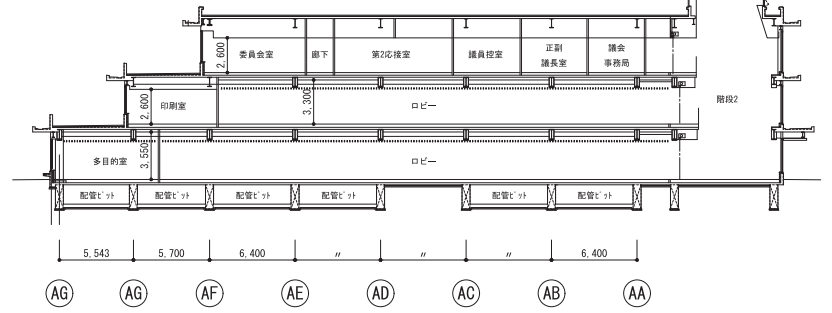 2,600
委員会室
廊下
第2応接室
議員控室
正副
議長室
議会
事務局
2,600
印刷室
3,300
ロビー
階段2
多目的室
3,550
ロビー
配管ﾋﾟｯﾄ
配管ﾋﾟｯﾄ
配管ﾋﾟｯﾄ
配管ﾋﾟｯﾄ
配管ﾋﾟｯﾄ
配管ﾋﾟｯﾄ
5,543
5,700
6,400
〃
〃
〃
6,400
AG
AG
AF
AE
AD
AC
AB
AA